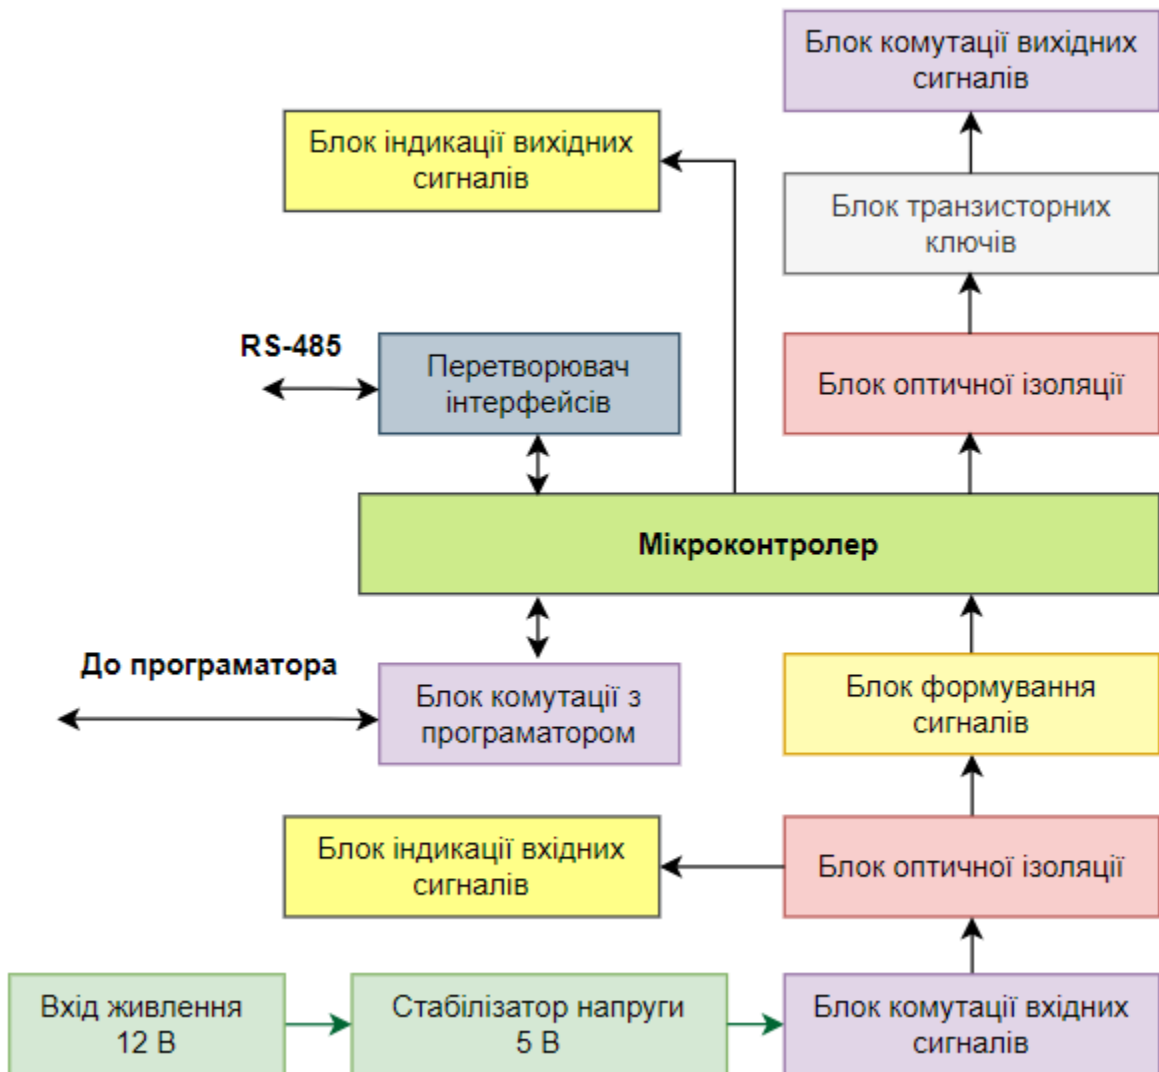 Блок комутації вихідних
сигналів
Блок індикації вихідних
сигналів
Блок транзисторних
ключів
RS-485
Перетворювач
інтерфейсів
Блок оптичної ізоляції
Мікроконтролер
До програматора
Блок комутації з
програматором
Блок формування
сигналів
Блок індикації вхідних
сигналів
Блок оптичної ізоляції
Вхід живлення
12 В
Стабілізатор напруги
5 В
Блок комутації вхідних
сигналів